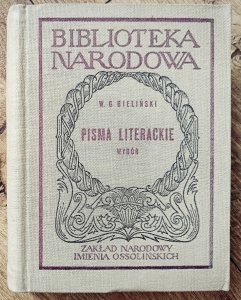 BIBLIOTEKA
NARODOWA
W. G. BIELIŃSKI
PISMA LITERACKIE
WYBÓR
ZAKŁAD NARODOWY
IMIENIA OSSOLIŃSKICH